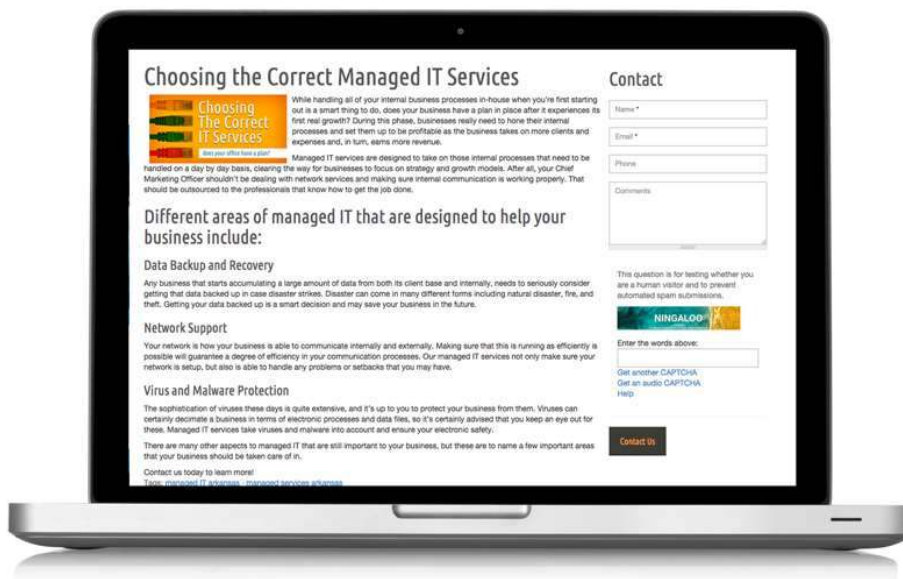 Choosing the Correct Managed IT Services
Choosing
The Correct
IT Services
does your office have a plan?
While handling all of your internal business processes in-house when you're first starting
out is a smart thing to do, does your business have a plan in place after it experiences its
first real growth? During this phase, businesses really need to hone their internal
processes and set them up to be profitable as the business takes on more clients and
expenses and, in turn, earns more revenue.
Managed IT services are designed to take on those internal processes that need to be
handled on a day by day basis, clearing the way for businesses to focus on strategy and growth models. After all, your Chief
Marketing Officer shouldn't be dealing with network services and making sure internal communication is working properly. That
should be outsourced to the professionals that know how to get the job done.
Different areas of managed IT that are designed to help your
business include:
Data Backup and Recovery
Any business that starts accumulating a large amount of data from both its client base and internally, needs to seriously consider
getting that data backed up in case disaster strikes. Disaster can come in many different forms including natural disaster, fire, and
theft. Getting your data backed up is a smart decision and may save your business in the future.
Network Support
Your network is how your business is able to communicate internally and externally. Making sure that this is running as efficiently is
possible will guarantee a degree of efficiency in your communication processes. Our managed IT services not only make sure your
network is setup, but also is able to handle any problems or setbacks that you may have.
Virus and Malware Protection
The sophistication of viruses these days is quite extensive, and it's up to you to protect your business from them. Viruses can
certainly decimate a business in terms of electronic processes and data files, so it's certainly advised that you keep an eye out for
these. Managed IT services take viruses and malware into account and ensure your electronic safety.
There are many other aspects to managed IT that are still important to your business, but these are to name a few important areas
that your business should be taken care of in.
Contact us today to learn more!
Tags: managed IT arkansas managed services arkansas
Contact
Name *
Email *
Phone
Comments
This question is for testing whether you
are a human visitor and to prevent
automated spam submissions.
NINGALOO
Enter the words above:
Get another CAPTCHA
Get an audio CAPTCHA
Help
Contact Us